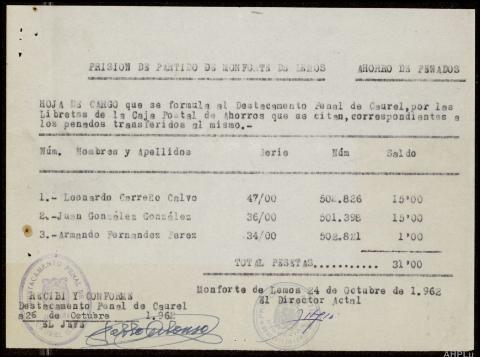 PRISION DE PARTIDO DE MONFORTE DE LEMOS AHORRO DE PENADOS
HOJA DE CARGO que se formula al Destacamento Penal de Caurel,por las
Libretas de la Caja Postal de Ahorros que se citan,correspondientes a
los penados transferidos al mismo.-
Núm. Nombres y Apellidos Serie Núm Saldo
1.- Leonardo Carreño Calvo 47/00 502.826 15'00
2.-Juan González González 36/00 501.398 15'00
3.-Armando Fernandez Perez 34/00 502.821 1'00
TOTAL PESETAS........... 31'00
Monforte de Lemos 24 de Octubre de 1.962
El Director Actal
RECIBI Y CONFORME
Destacamento Penal de Caurel
a26 de Octubre 1.962
EL JEFE
DESTACAMENTO PENAL
AHPLu